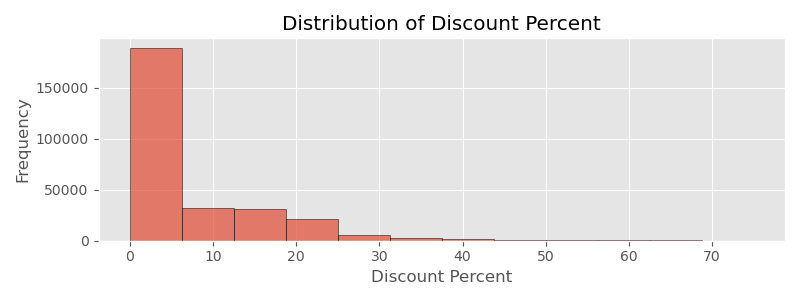 Distribution of Discount Percent
150000
100000
50000
0
Frequency
0 10 20 30 40 50 60 70
Discount Percent